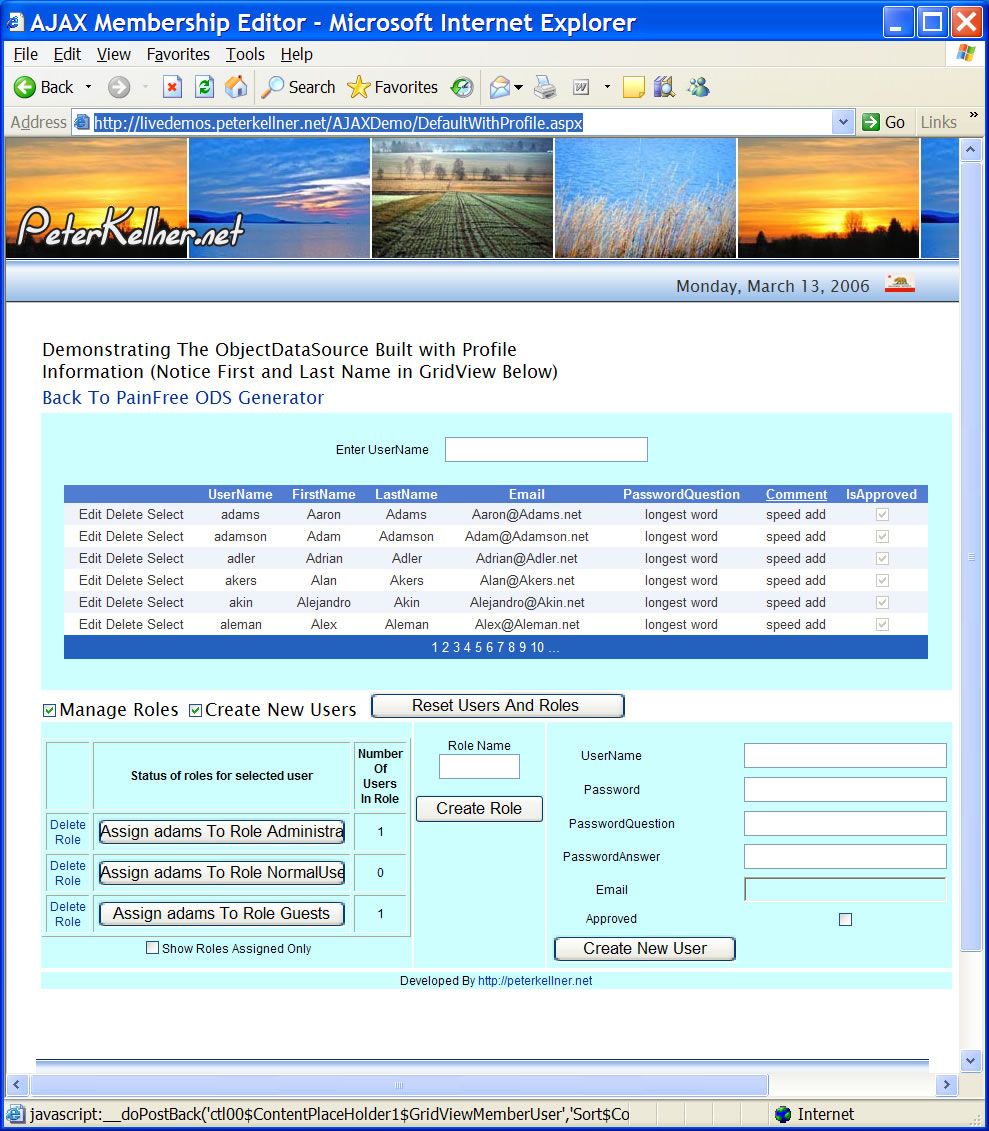 AJAX Membership Editor - Microsoft Internet Explorer
File Edit View Favorites Tools Help
Back Search Favorites
Address http://livedemos.peterkellner.net/AJAXDemo/DefaultWithProfile.aspx Go Links »
PeterKellner.net
Monday, March 13, 2006
Demonstrating The ObjectDataSource Built with Profile
Information (Notice First and Last Name in GridView Below)
Back To PainFree ODS Generator
Enter UserName
UserName FirstName LastName Email PasswordQuestion Comment IsApproved
Edit Delete Select adams Aaron Adams Aaron@Adams.net longest word speed add
Edit Delete Select adamson Adam Adamson Adam@Adamson.net longest word speed add
Edit Delete Select adler Adrian Adler Adrian@Adler.net longest word speed add
Edit Delete Select akers Alan Akers Alan@Akers.net longest word speed add
Edit Delete Select akin Alejandro Akin Alejandro@Akin.net longest word speed add
Edit Delete Select aleman Alex Aleman Alex@Aleman.net longest word speed add
1 2 3 4 5 6 7 8 9 10 ...
Manage Roles Create New Users Reset Users And Roles
Status of roles for selected user
Number
Of
Users
In Role
Delete
Role
Assign adams To Role Administra
1
Delete
Role
Assign adams To Role NormalUse
0
Delete
Role
Assign adams To Role Guests
1
Show Roles Assigned Only
Role Name
Create Role
UserName
Password
PasswordQuestion
PasswordAnswer
Email
Approved
Create New User
Developed By http://peterkellner.net
javascript:__doPostBack('ctl00$ContentPlaceHolder1$GridViewMemberUser','Sort$Co
Internet